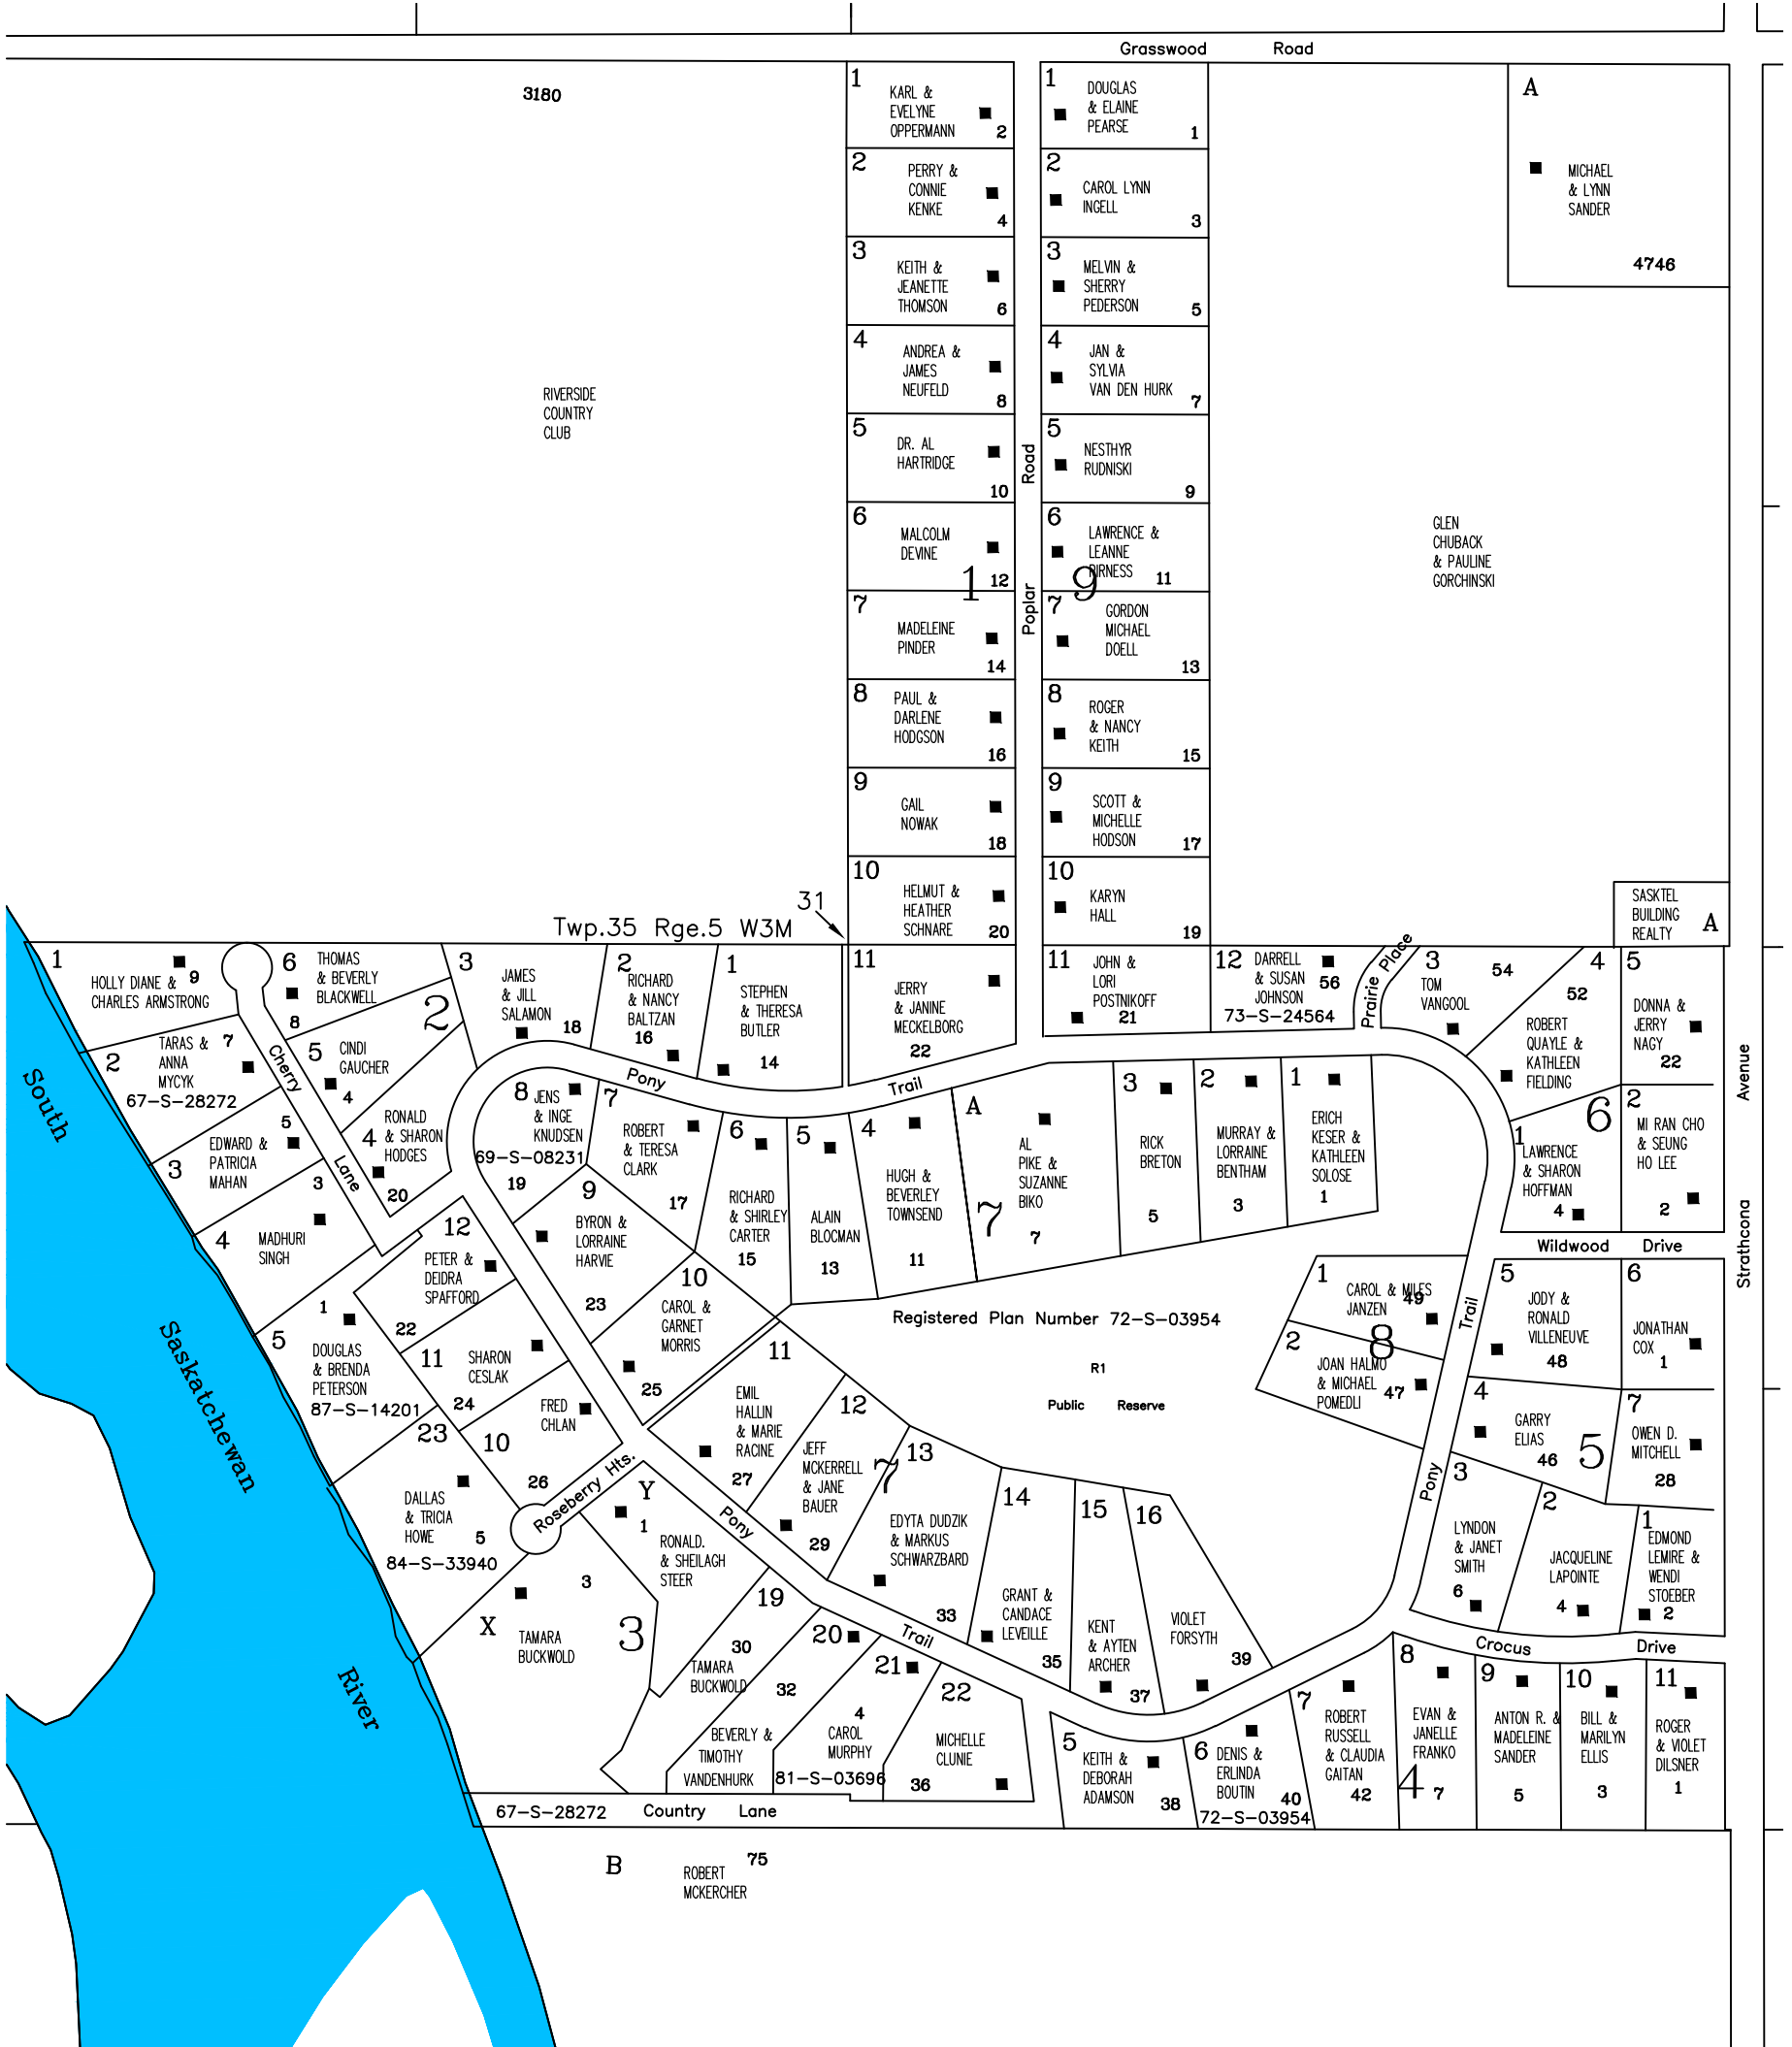 Grasswood Road
3180
1
KARL &
EVELYNE
OPPERMANN
2
1
DOUGLAS
& ELAINE
PEARSE
1
A
MICHAEL
& LYNN
SANDER
4746
2
PERRY &
CONNIE
KENKE
4
2
CAROL LYNN
INGELL
3
3
KEITH &
JEANETTE
THOMSON
6
3
MELVIN &
SHERRY
PEDERSON
5
4
ANDREA &
JAMES
NEUFELD
8
4
JAN &
SYLVIA
VAN DEN HURK
7
RIVERSIDE
COUNTRY
CLUB
5
DR. AL
HARTRIDGE
10
5
NESTHYR
RUDNISKI
9
Poplar Road
6
MALCOLM
DEVINE
12
1
6
LAWRENCE &
LEANNE
PIRNESS
11
9
GLEN
CHUBACK
& PAULINE
GORCHINSKI
7
MADELEINE
PINDER
14
7
GORDON
MICHAEL
DOELL
13
8
PAUL &
DARLENE
HODGSON
16
8
ROGER
& NANCY
KEITH
15
9
GAIL
NOWAK
18
9
SCOTT &
MICHELLE
HODSON
17
10
HELMUT &
HEATHER
SCHNARE
20
10
KARYN
HALL
19
31
Twp.35 Rge.5 W3M
SASKTEL
BUILDING
REALTY
A
1
HOLLY DIANE &
CHARLES ARMSTRONG
9
6
THOMAS
& BEVERLY
BLACKWELL
8
3
JAMES
& JILL
SALAMON
18
2
RICHARD
& NANCY
BALTZAN
16
1
STEPHEN
& THERESA
BUTLER
14
11
JERRY
& JANINE
MECKELBORG
22
11
JOHN &
LORI
POSTNIKOFF
21
12
DARRELL
& SUSAN
JOHNSON
56
73-S-24564
Prairie Place
3
TOM
VANGOOL
54
4
52
ROBERT
QUAYLE &
KATHLEEN
FIELDING
5
DONNA &
JERRY
NAGY
22
2
2
TARAS &
ANNA
MYCYK
7
67-S-28272
Cherry Lane
5
CINDI
GAUCHER
4
4
RONALD
& SHARON
HODGES
20
3
EDWARD &
PATRICIA
MAHAN
5
4
MADHURI
SINGH
3
South Saskatchewan River
Pony Trail
8
JENS
& INGE
KNUDSEN
69-S-08231
19
7
ROBERT
& TERESA
CLARK
17
6
RICHARD
& SHIRLEY
CARTER
15
5
ALAIN
BLOCMAN
13
4
HUGH &
BEVERLEY
TOWNSEND
11
A
AL
PIKE &
SUZANNE
BIKO
7
7
3
RICK
BRETON
5
2
MURRAY &
LORRAINE
BENTHAM
3
1
ERICH
KESER &
KATHLEEN
SOLOSE
1
6
1
LAWRENCE
& SHARON
HOFFMAN
4
2
MI RAN CHO
& SEUNG
HO LEE
2
Strathcona Avenue
Wildwood Drive
9
BYRON &
LORRAINE
HARVIE
23
10
CAROL &
GARNET
MORRIS
25
12
PETER &
DEIDRA
SPAFFORD
22
11
SHARON
CESLAK
24
10
FRED
CHLAN
26
5
DOUGLAS
& BRENDA
PETERSON
1
87-S-14201
Registered Plan Number 72-S-03954
R1
Public Reserve
1
CAROL & MILES
JANZEN
49
8
2
JOAN HALMO
& MICHAEL
POMEDLI
47
Pony Trail
5
JODY &
RONALD
VILLENEUVE
48
6
JONATHAN
COX
1
4
GARRY
ELIAS
46
5
7
OWEN D.
MITCHELL
28
3
LYNDON
& JANET
SMITH
6
2
JACQUELINE
LAPOINTE
4
1
EDMOND
LEMIRE &
WENDI
STOEBER
2
23
DALLAS
& TRICIA
HOWE
5
84-S-33940
Roseberry Hts.
11
EMIL
HALLIN
& MARIE
RACINE
27
12
JEFF
MCKERRELL
& JANE
BAUER
29
7
13
EDYTA DUDZIK
& MARKUS
SCHWARZBARD
33
14
GRANT &
CANDACE
LEVEILLE
35
15
KENT
& AYTEN
ARCHER
37
16
VIOLET
FORSYTH
39
Y
1
RONALD.
& SHEILAGH
STEER
X
3
TAMARA
BUCKWOLD
3
Pony Trail
19
30
TAMARA
BUCKWOLD
20
32
BEVERLY &
TIMOTHY
VANDENHURK
21
4
CAROL
MURPHY
81-S-03696
22
MICHELLE
CLUNIE
36
Crocus Drive
5
KEITH &
DEBORAH
ADAMSON
38
6
DENIS &
ERLINDA
BOUTIN
40
72-S-03954
7
ROBERT
RUSSELL
& CLAUDIA
GAITAN
42
8
EVAN &
JANELLE
FRANKO
4
7
9
ANTON R. &
MADELEINE
SANDER
5
10
BILL &
MARILYN
ELLIS
3
11
ROGER
& VIOLET
DILSNER
1
67-S-28272 Country Lane
B
ROBERT
MCKERCHER
75